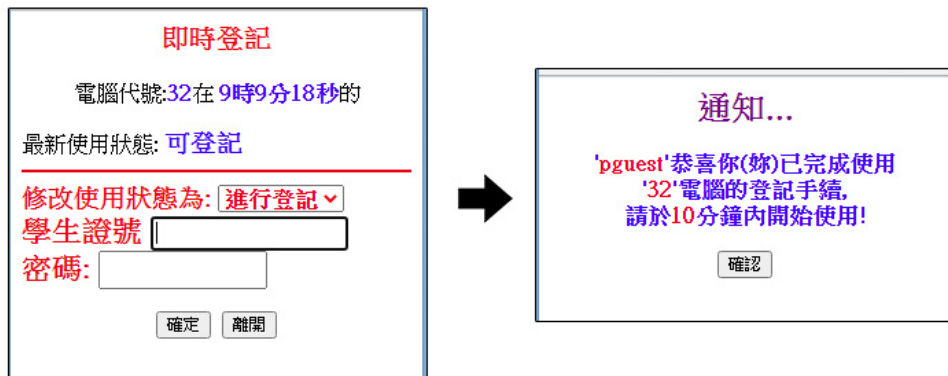 即時登記
電腦代號:32在 9時9分18秒的
最新使用狀態: 可登記
修改使用狀態為: 進行登記
學生證號
密碼:
確定 離開
通知...
'pguest'恭喜你(妳)已完成使用
'32'電腦的登記手續,
請於10分鐘內開始使用!
確認